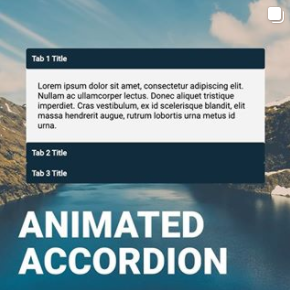 Tab 1 Title
Lorem ipsum dolor sit amet, consectetur adipiscing elit.
Nullam ac ullamcorper lectus. Donec aliquet tristique
imperdiet. Cras vestibulum, ex id scelerisque blandit, elit
massa hendrerit augue, rutrum lobortis urna metus id
urna.
Tab 2 Title
Tab 3 Title
ANIMATED
ACCORDION